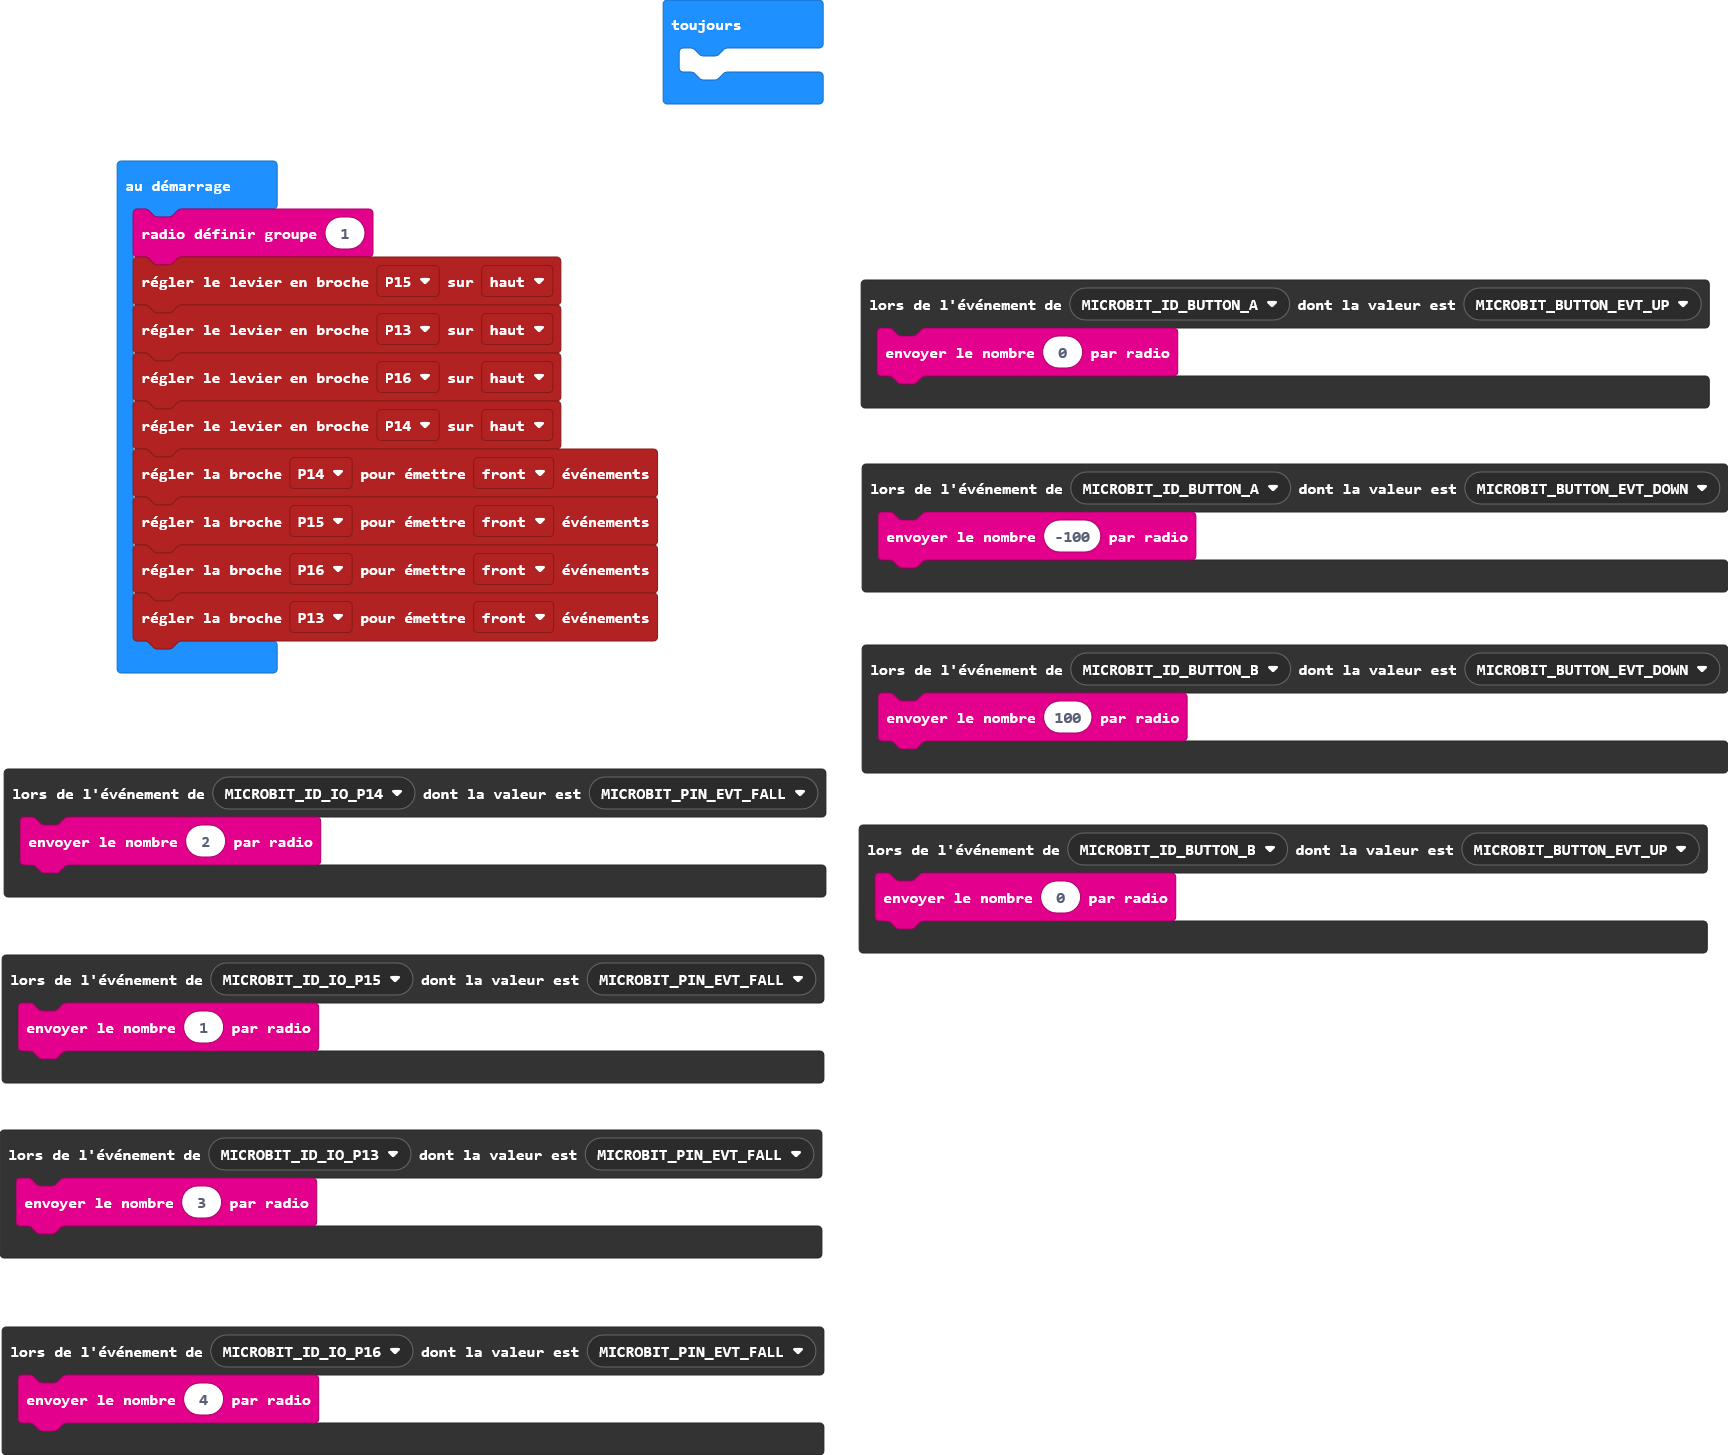 toujours
au démarrage
radio définir groupe 1
régler le levier en broche P15 sur haut
régler le levier en broche P13 sur haut
régler le levier en broche P16 sur haut
régler le levier en broche P14 sur haut
régler la broche P14 pour émettre front événements
régler la broche P15 pour émettre front événements
régler la broche P16 pour émettre front événements
régler la broche P13 pour émettre front événements
lors de l'événement de MICROBIT_ID_IO_P14 dont la valeur est MICROBIT_PIN_EVT_FALL
envoyer le nombre 2 par radio
lors de l'événement de MICROBIT_ID_IO_P15 dont la valeur est MICROBIT_PIN_EVT_FALL
envoyer le nombre 1 par radio
lors de l'événement de MICROBIT_ID_IO_P13 dont la valeur est MICROBIT_PIN_EVT_FALL
envoyer le nombre 3 par radio
lors de l'événement de MICROBIT_ID_IO_P16 dont la valeur est MICROBIT_PIN_EVT_FALL
envoyer le nombre 4 par radio
lors de l'événement de MICROBIT_ID_BUTTON_A dont la valeur est MICROBIT_BUTTON_EVT_UP
envoyer le nombre 0 par radio
lors de l'événement de MICROBIT_ID_BUTTON_A dont la valeur est MICROBIT_BUTTON_EVT_DOWN
envoyer le nombre -100 par radio
lors de l'événement de MICROBIT_ID_BUTTON_B dont la valeur est MICROBIT_BUTTON_EVT_DOWN
envoyer le nombre 100 par radio
lors de l'événement de MICROBIT_ID_BUTTON_B dont la valeur est MICROBIT_BUTTON_EVT_UP
envoyer le nombre 0 par radio